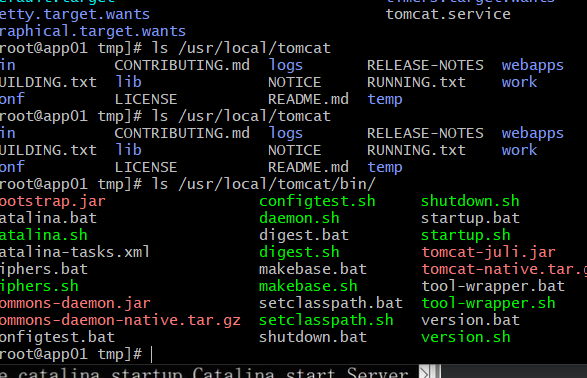 etty.target.wants tomcat.service
raphical.target.wants
root@app01 tmp]# ls /usr/local/tomcat
in CONTRIBUTING.md logs RELEASE-NOTES webapps
UILDING.txt lib NOTICE RUNNING.txt work
onf LICENSE README.md temp
root@app01 tmp]# ls /usr/local/tomcat
in CONTRIBUTING.md logs RELEASE-NOTES webapps
UILDING.txt lib NOTICE RUNNING.txt work
onf LICENSE README.md temp
root@app01 tmp]# ls /usr/local/tomcat/bin/
ootstrap.jar configtest.sh shutdown.sh
atalina.bat daemon.sh startup.bat
atalina.sh digest.bat startup.sh
atalina-tasks.xml digest.sh tomcat-juli.jar
iphers.bat makebase.bat tomcat-native.tar.g
iphers.sh makebase.sh tool-wrapper.bat
ommons-daemon.jar setclasspath.bat tool-wrapper.sh
ommons-daemon-native.tar.gz setclasspath.sh version.bat
onfigtest.bat shutdown.bat version.sh
root@app01 tmp]#
e.catalina.startup.Catalina.start Server